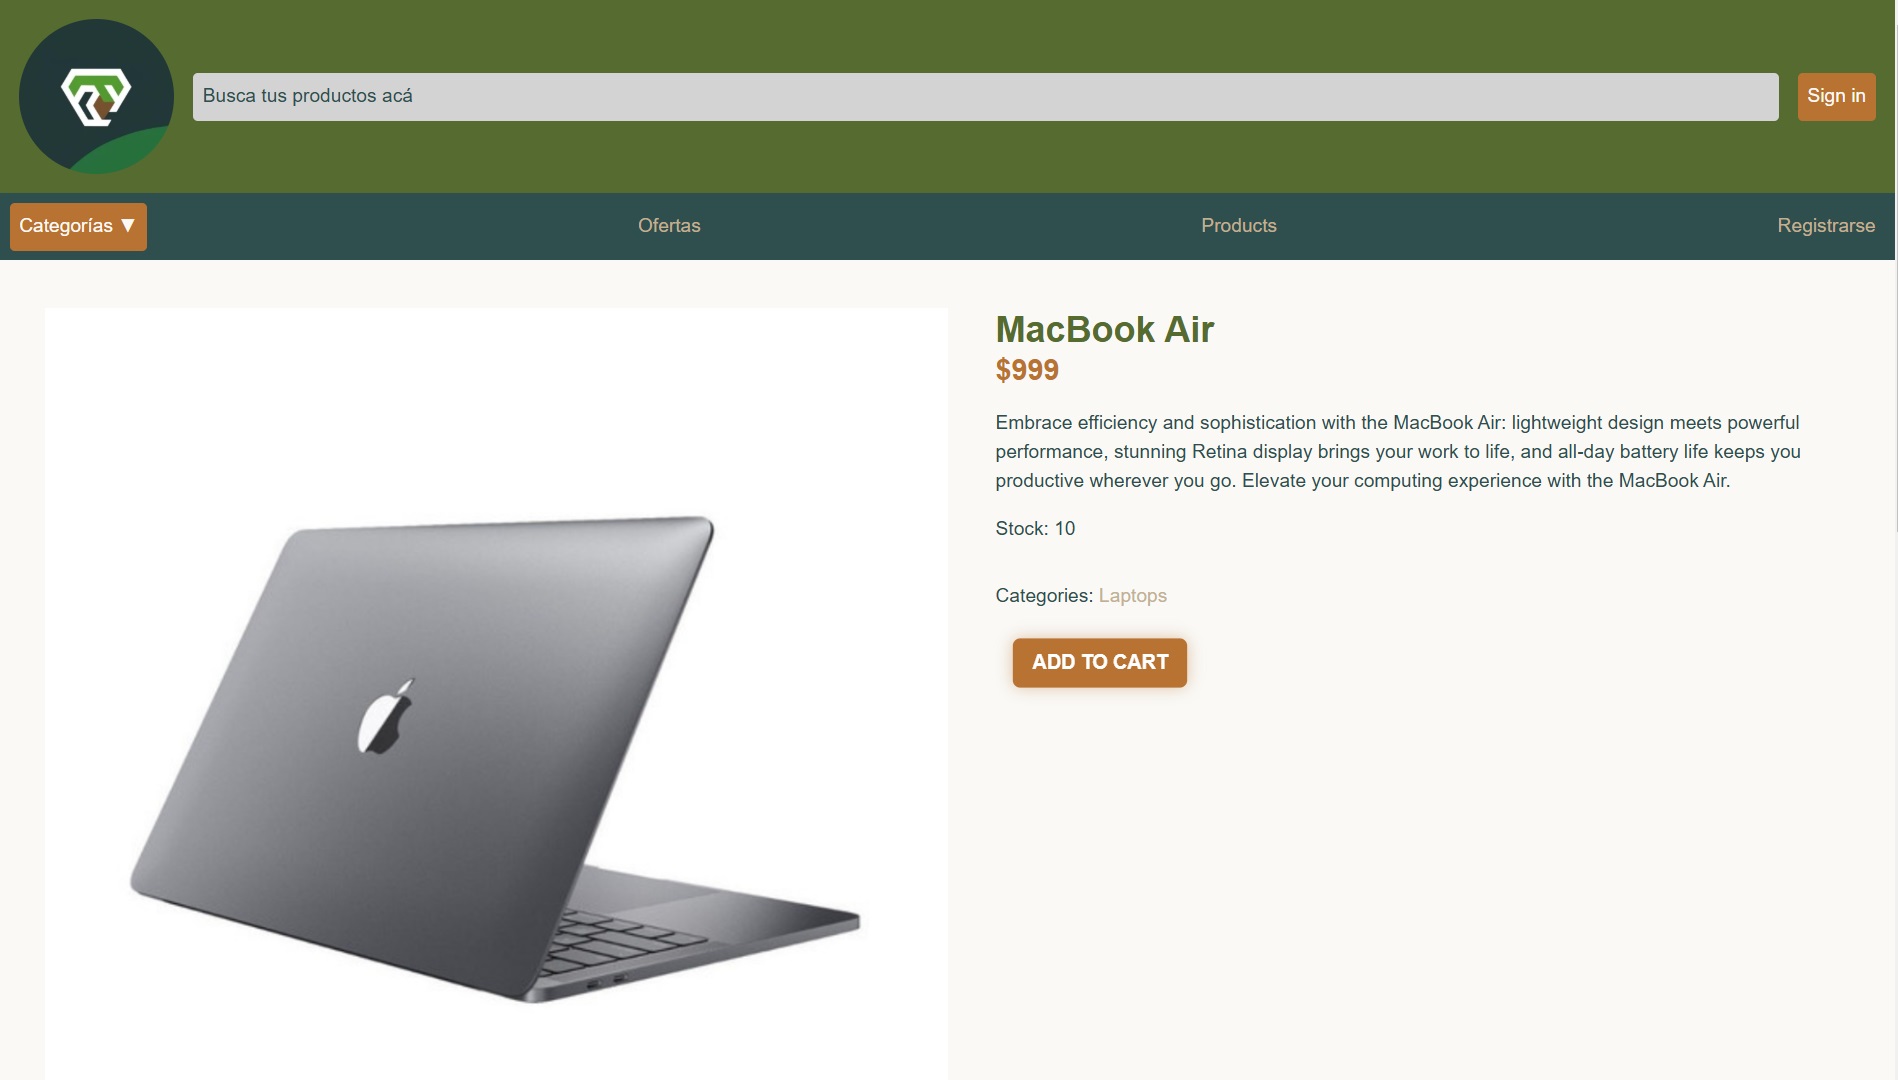 Busca tus productos acá
Sign in
Categorías ▼
Ofertas
Products
Registrarse
MacBook Air
$999
Embrace efficiency and sophistication with the MacBook Air: lightweight design meets powerful
performance, stunning Retina display brings your work to life, and all-day battery life keeps you
productive wherever you go. Elevate your computing experience with the MacBook Air.
Stock: 10
Categories: Laptops
ADD TO CART